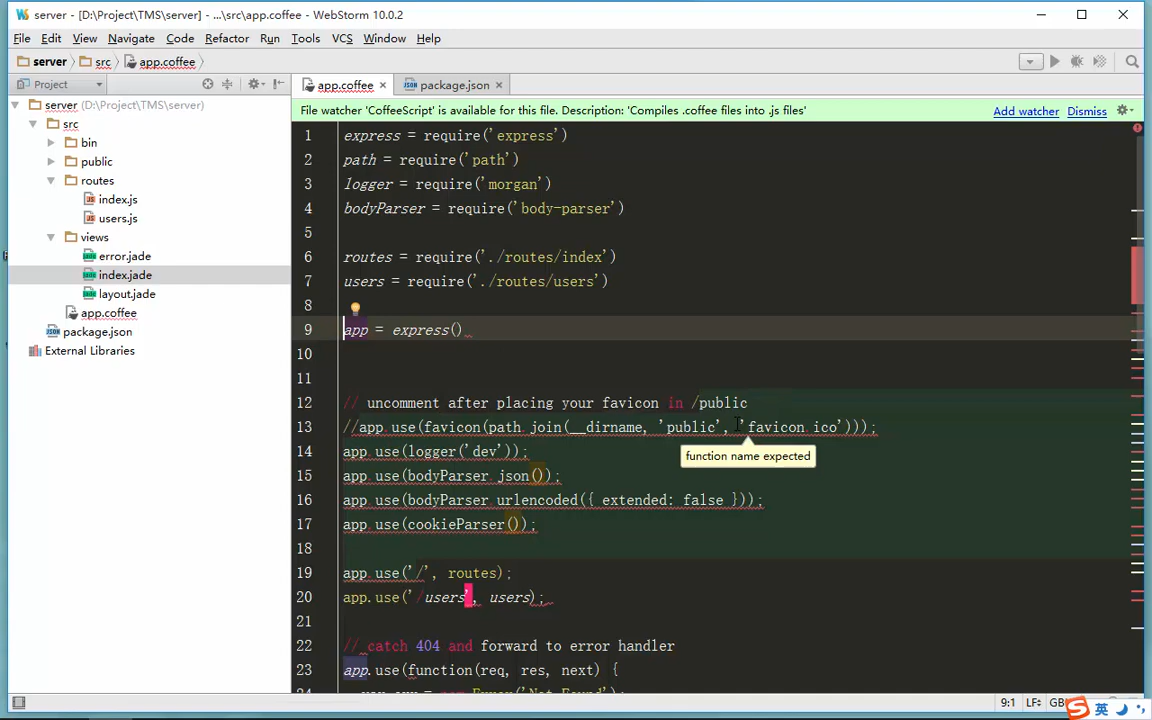 server - [D:\Project\TMS\server] - ...\src\app.coffee - WebStorm 10.0.2
File Edit View Navigate Code Refactor Run Tools VCS Window Help
server src app.coffee
Project
app.coffee package.json
File watcher 'CoffeeScript' is available for this file. Description: 'Compiles .coffee files into .js files' Add watcher Dismiss
server (D:\Project\TMS\server)
src
bin
public
routes
index.js
users.js
views
error.jade
index.jade
layout.jade
app.coffee
package.json
External Libraries
1 express = require('express')
2 path = require('path')
3 logger = require('morgan')
4 bodyParser = require('body-parser')
5
6 routes = require('./routes/index')
7 users = require('./routes/users')
8
9 app = express()
10
11
12 // uncomment after placing your favicon in /public
13 //app.use(favicon(path.join(__dirname, 'public', 'favicon.ico')));
function name expected
14 app.use(logger('dev'));
15 app.use(bodyParser.json());
16 app.use(bodyParser.urlencoded({ extended: false }));
17 app.use(cookieParser());
18
19 app.use('/', routes);
20 app.use('/users', users);
21
22 // catch 404 and forward to error handler
23 app.use(function(req, res, next) {
9:1 LF
英